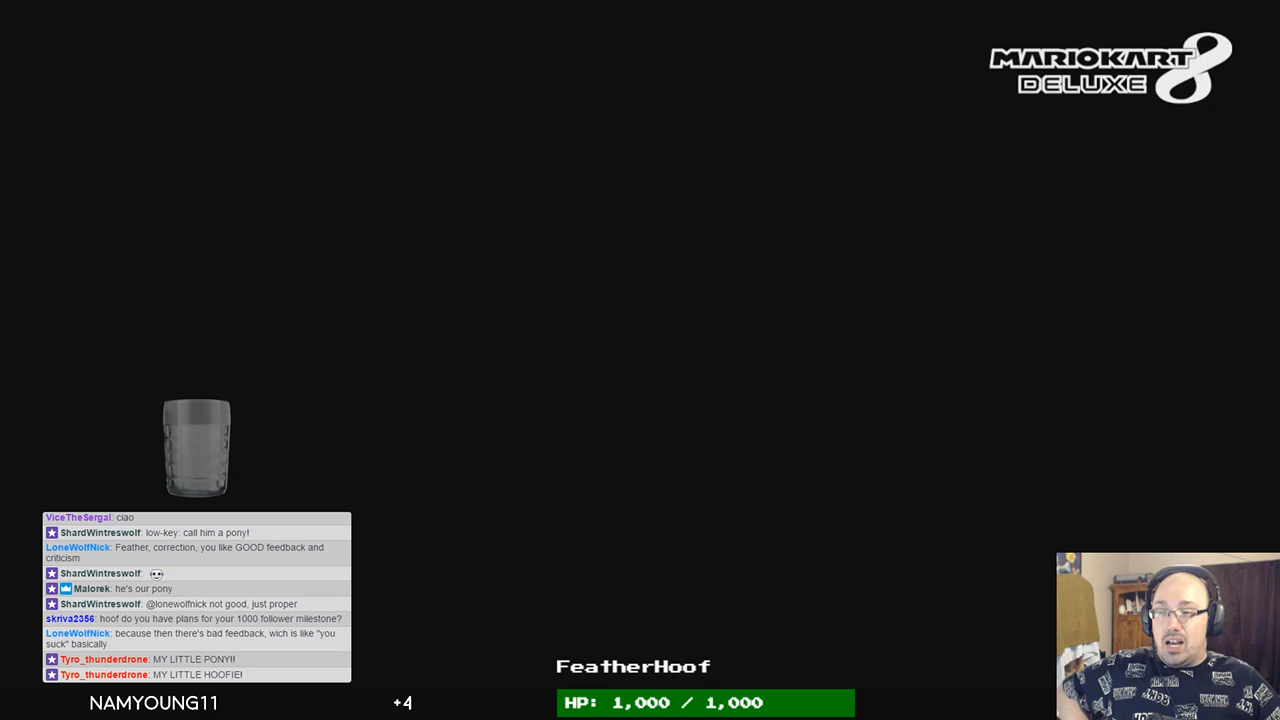 MARIOKART 8
DELUXE
ViceTheSergal: ciao
ShardWintreswolf: low-key: call him a pony!
LoneWolfNick: Feather, correction, you like GOOD feedback and
criticism
ShardWintreswolf:
Malorek: he's our pony
ShardWintreswolf: @lonewolfnick not good, just proper
skriva2356: hoof do you have plans for your 1000 follower milestone?
LoneWolfNick: because then there's bad feedback, wich is like "you
suck" basically
Tyro_thunderdrone: MY LITTLE PONY!!
Tyro_thunderdrone: MY LITTLE HOOFIE!
FeatherHoof
NAMYOUNG11 +4
HP: 1,000 / 1,000